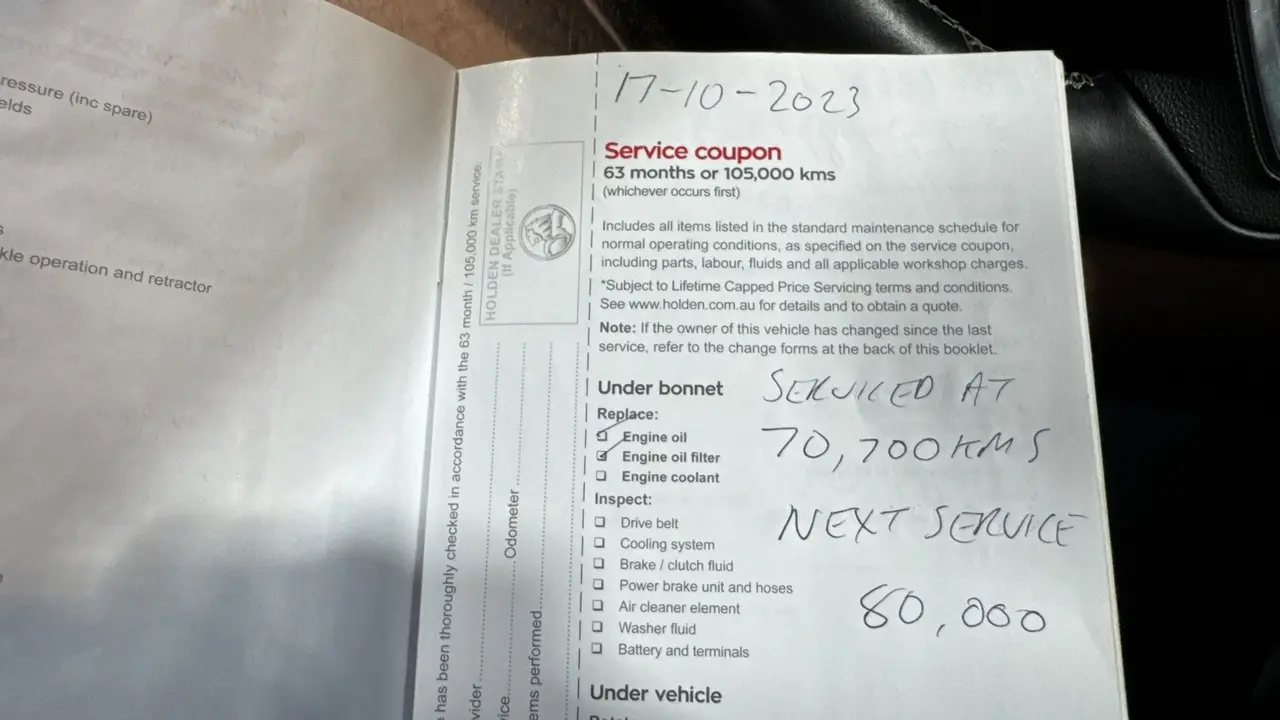 ressure (inc spare)
elds
s
kle operation and retractor
has been thoroughly checked in accordance with the 63 month / 105,000 km service.
HOLDEN DEALER STAMP
(If Applicable)
Odometer
ems performed
17-10-2023
Service coupon
63 months or 105,000 kms
(whichever occurs first)
Includes all items listed in the standard maintenance schedule for
normal operating conditions, as specified on the service coupon,
including parts, labour, fluids and all applicable workshop charges.
*Subject to Lifetime Capped Price Servicing terms and conditions.
See www.holden.com.au for details and to obtain a quote.
Note: If the owner of this vehicle has changed since the last
service, refer to the change forms at the back of this booklet.
Under bonnet
SERVICED AT
Replace:
Engine oil
70,700KMS
Engine oil filter
Engine coolant
Inspect:
NEXT SERVICE
Drive belt
Cooling system
Brake / clutch fluid
Power brake unit and hoses
80,000
Air cleaner element
Washer fluid
Battery and terminals
Under vehicle